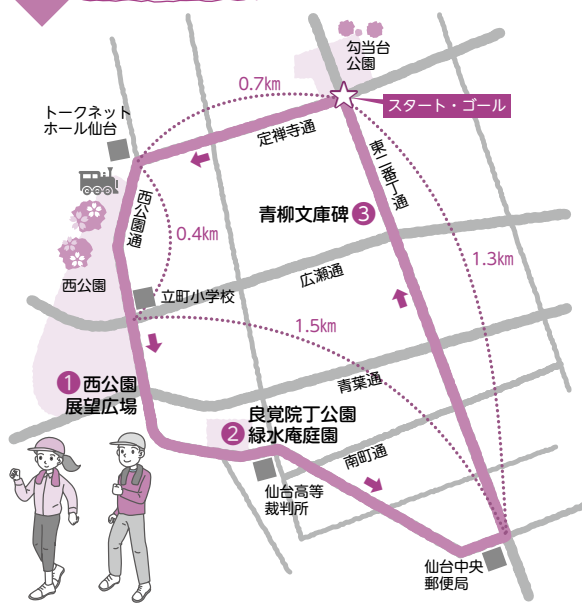 勾当台
公園
0.7km
スタート・ゴール
トークネット
ホール仙台
定禅寺通
東二番丁通
西公園通
青柳文庫碑 3
0.4km
1.3km
広瀬通
西公園
立町小学校
1.5km
1 西公園
展望広場
青葉通
良覚院丁公園
2 緑水庵庭園
南町通
仙台高等
裁判所
仙台中央
郵便局